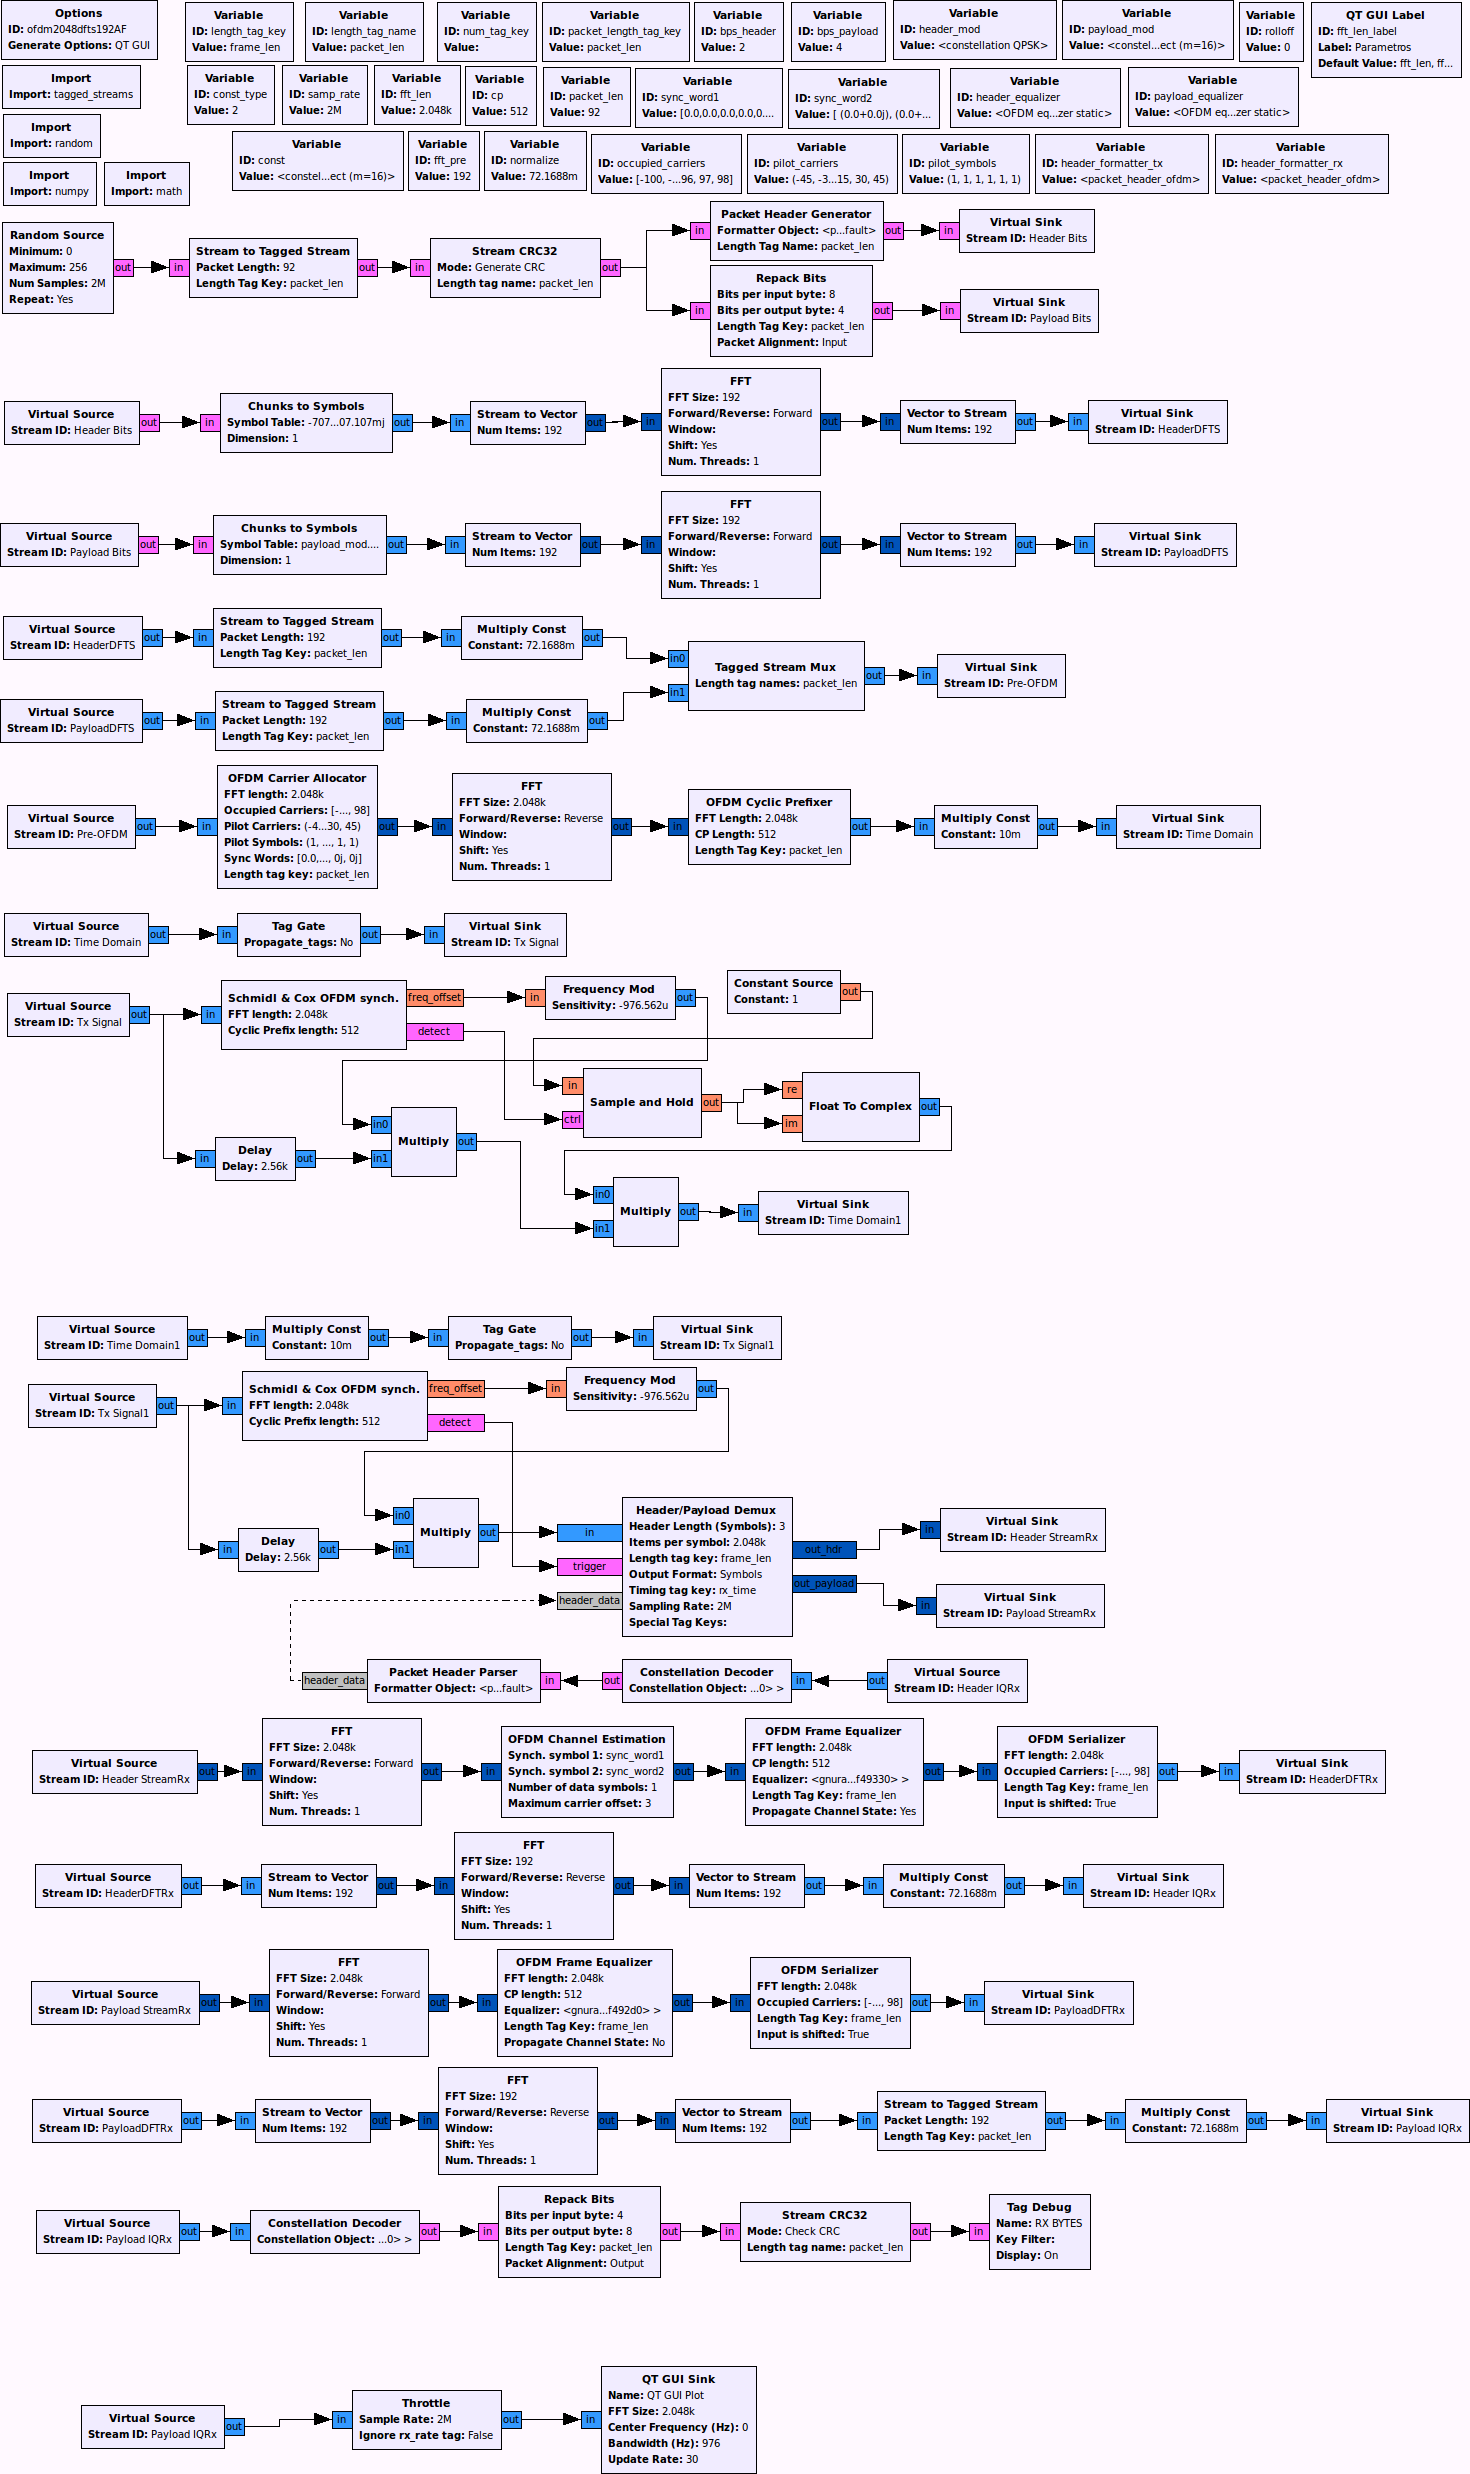 Options
ID: ofdm2048dfts192AF
Generate Options: QT GUI
Variable
ID: length_tag_key
Value: frame_len
Variable
ID: length_tag_name
Value: packet_len
Variable
ID: num_tag_key
Value:
Variable
ID: packet_length_tag_key
Value: packet_len
Variable
ID: bps_header
Value: 2
Variable
ID: bps_payload
Value: 4
Variable
ID: header_mod
Value: <constellation QPSK>
Variable
ID: payload_mod
Value: <constel...ect (m=16)>
Variable
ID: rolloff
Value: 0
QT GUI Label
ID: fft_len_label
Label: Parametros
Default Value: fft_len, ff...
Import
Import: tagged_streams
Variable
ID: const_type
Value: 2
Variable
ID: samp_rate
Value: 2M
Variable
ID: fft_len
Value: 2.048k
Variable
ID: cp
Value: 512
Variable
ID: packet_len
Value: 92
Variable
ID: sync_word1
Value: [0.0,0.0,0.0,0.0,0....
Variable
ID: sync_word2
Value: [ (0.0+0.0j), (0.0+...
Variable
ID: header_equalizer
Value: <OFDM eq...zer static>
Variable
ID: payload_equalizer
Value: <OFDM eq...zer static>
Import
Import: random
Variable
ID: const
Value: <constel...ect (m=16)>
Variable
ID: fft_pre
Value: 192
Variable
ID: normalize
Value: 72.1688m
Variable
ID: occupied_carriers
Value: [-100, -...96, 97, 98]
Variable
ID: pilot_carriers
Value: (-45, -3...15, 30, 45)
Variable
ID: pilot_symbols
Value: (1, 1, 1, 1, 1, 1)
Variable
ID: header_formatter_tx
Value: <packet_header_ofdm>
Variable
ID: header_formatter_rx
Value: <packet_header_ofdm>
Import
Import: numpy
Import
Import: math
Random Source
Minimum: 0
Maximum: 256
Num Samples: 2M
Repeat: Yes
out
in
Stream to Tagged Stream
Packet Length: 92
Length Tag Key: packet_len
out
in
Stream CRC32
Mode: Generate CRC
Length tag name: packet_len
out
in
Packet Header Generator
Formatter Object: <p...fault>
Length Tag Name: packet_len
out
in
Virtual Sink
Stream ID: Header Bits
in
Repack Bits
Bits per input byte: 8
Bits per output byte: 4
Length Tag Key: packet_len
Packet Alignment: Input
out
in
Virtual Sink
Stream ID: Payload Bits
Virtual Source
Stream ID: Header Bits
out
in
Chunks to Symbols
Symbol Table: -707...07.107mj
Dimension: 1
out
in
Stream to Vector
Num Items: 192
out
in
FFT
FFT Size: 192
Forward/Reverse: Forward
Window:
Shift: Yes
Num. Threads: 1
out
in
Vector to Stream
Num Items: 192
out
in
Virtual Sink
Stream ID: HeaderDFTS
Virtual Source
Stream ID: Payload Bits
out
in
Chunks to Symbols
Symbol Table: payload_mod....
Dimension: 1
out
in
Stream to Vector
Num Items: 192
out
in
FFT
FFT Size: 192
Forward/Reverse: Forward
Window:
Shift: Yes
Num. Threads: 1
out
in
Vector to Stream
Num Items: 192
out
in
Virtual Sink
Stream ID: PayloadDFTS
Virtual Source
Stream ID: HeaderDFTS
out
in
Stream to Tagged Stream
Packet Length: 192
Length Tag Key: packet_len
out
in
Multiply Const
Constant: 72.1688m
out
Virtual Source
Stream ID: PayloadDFTS
out
in
Stream to Tagged Stream
Packet Length: 192
Length Tag Key: packet_len
out
in
Multiply Const
Constant: 72.1688m
out
in0
in1
Tagged Stream Mux
Length tag names: packet_len
out
in
Virtual Sink
Stream ID: Pre-OFDM
Virtual Source
Stream ID: Pre-OFDM
out
in
OFDM Carrier Allocator
FFT length: 2.048k
Occupied Carriers: [-..., 98]
Pilot Carriers: (-4...30, 45)
Pilot Symbols: (1, ..., 1, 1)
Sync Words: [0.0,..., 0j, 0j]
Length tag key: packet_len
out
in
FFT
FFT Size: 2.048k
Forward/Reverse: Reverse
Window:
Shift: Yes
Num. Threads: 1
out
in
OFDM Cyclic Prefixer
FFT Length: 2.048k
CP Length: 512
Length Tag Key: packet_len
out
in
Multiply Const
Constant: 10m
out
in
Virtual Sink
Stream ID: Time Domain
Virtual Source
Stream ID: Time Domain
out
in
Tag Gate
Propagate_tags: No
out
in
Virtual Sink
Stream ID: Tx Signal
Virtual Source
Stream ID: Tx Signal
out
in
Schmidl & Cox OFDM synch.
FFT length: 2.048k
Cyclic Prefix length: 512
freq_offset
detect
in
Frequency Mod
Sensitivity: -976.562u
out
Constant Source
Constant: 1
out
in
ctrl
Sample and Hold
out
re
im
Float To Complex
out
in
Delay
Delay: 2.56k
out
in0
in1
Multiply
out
in0
in1
Multiply
out
in
Virtual Sink
Stream ID: Time Domain1
Virtual Source
Stream ID: Time Domain1
out
in
Multiply Const
Constant: 10m
out
in
Tag Gate
Propagate_tags: No
out
in
Virtual Sink
Stream ID: Tx Signal1
Virtual Source
Stream ID: Tx Signal1
out
in
Schmidl & Cox OFDM synch.
FFT length: 2.048k
Cyclic Prefix length: 512
freq_offset
detect
in
Frequency Mod
Sensitivity: -976.562u
out
in
Delay
Delay: 2.56k
out
in0
in1
Multiply
out
in
trigger
header_data
Header/Payload Demux
Header Length (Symbols): 3
Items per symbol: 2.048k
Length tag key: frame_len
Output Format: Symbols
Timing tag key: rx_time
Sampling Rate: 2M
Special Tag Keys:
out_hdr
out_payload
in
Virtual Sink
Stream ID: Header StreamRx
in
Virtual Sink
Stream ID: Payload StreamRx
header_data
Packet Header Parser
Formatter Object: <p...fault>
in
out
Constellation Decoder
Constellation Object: ...0> >
in
out
Virtual Source
Stream ID: Header IQRx
Virtual Source
Stream ID: Header StreamRx
out
in
FFT
FFT Size: 2.048k
Forward/Reverse: Forward
Window:
Shift: Yes
Num. Threads: 1
out
in
OFDM Channel Estimation
Synch. symbol 1: sync_word1
Synch. symbol 2: sync_word2
Number of data symbols: 1
Maximum carrier offset: 3
out
in
OFDM Frame Equalizer
FFT length: 2.048k
CP length: 512
Equalizer: <gnura...f49330> >
Length Tag Key: frame_len
Propagate Channel State: Yes
out
in
OFDM Serializer
FFT length: 2.048k
Occupied Carriers: [-..., 98]
Length Tag Key: frame_len
Input is shifted: True
out
in
Virtual Sink
Stream ID: HeaderDFTRx
Virtual Source
Stream ID: HeaderDFTRx
out
in
Stream to Vector
Num Items: 192
out
in
FFT
FFT Size: 192
Forward/Reverse: Reverse
Window:
Shift: Yes
Num. Threads: 1
out
in
Vector to Stream
Num Items: 192
out
in
Multiply Const
Constant: 72.1688m
out
in
Virtual Sink
Stream ID: Header IQRx
Virtual Source
Stream ID: Payload StreamRx
out
in
FFT
FFT Size: 2.048k
Forward/Reverse: Forward
Window:
Shift: Yes
Num. Threads: 1
out
in
OFDM Frame Equalizer
FFT length: 2.048k
CP length: 512
Equalizer: <gnura...f492d0> >
Length Tag Key: frame_len
Propagate Channel State: No
out
in
OFDM Serializer
FFT length: 2.048k
Occupied Carriers: [-..., 98]
Length Tag Key: frame_len
Input is shifted: True
out
in
Virtual Sink
Stream ID: PayloadDFTRx
Virtual Source
Stream ID: PayloadDFTRx
out
in
Stream to Vector
Num Items: 192
out
in
FFT
FFT Size: 192
Forward/Reverse: Reverse
Window:
Shift: Yes
Num. Threads: 1
out
in
Vector to Stream
Num Items: 192
out
in
Stream to Tagged Stream
Packet Length: 192
Length Tag Key: packet_len
out
in
Multiply Const
Constant: 72.1688m
out
in
Virtual Sink
Stream ID: Payload IQRx
Virtual Source
Stream ID: Payload IQRx
out
in
Constellation Decoder
Constellation Object: ...0> >
out
in
Repack Bits
Bits per input byte: 4
Bits per output byte: 8
Length Tag Key: packet_len
Packet Alignment: Output
out
in
Stream CRC32
Mode: Check CRC
Length tag name: packet_len
out
in
Tag Debug
Name: RX BYTES
Key Filter:
Display: On
Virtual Source
Stream ID: Payload IQRx
out
in
Throttle
Sample Rate: 2M
Ignore rx_rate tag: False
out
in
QT GUI Sink
Name: QT GUI Plot
FFT Size: 2.048k
Center Frequency (Hz): 0
Bandwidth (Hz): 976
Update Rate: 30